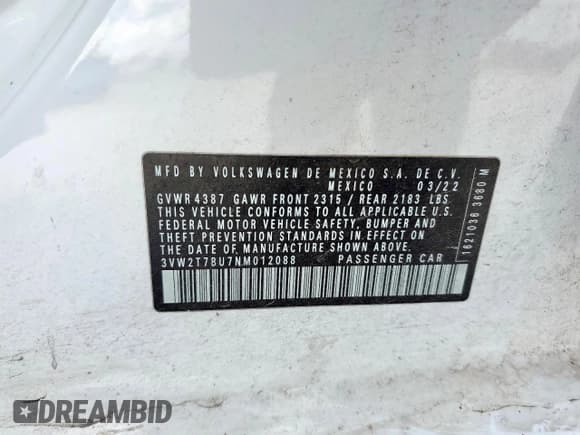 MFD BY VOLKSWAGEN DE MEXICO S.A. DE C.V.
MEXICO 03/22
GVWR 4387 GAWR FRONT 2315 / REAR 2183 LBS.
THIS VEHICLE CONFORMS TO ALL APPLICABLE U.S.
FEDERAL MOTOR VEHICLE SAFETY, BUMPER AND
THEFT PREVENTION STANDARDS IN EFFECT ON
THE DATE OF MANUFACTURE SHOWN ABOVE.
3VW2T7BU7NM012088 PASSENGER CAR
1621036 3680 M
DREAMBID